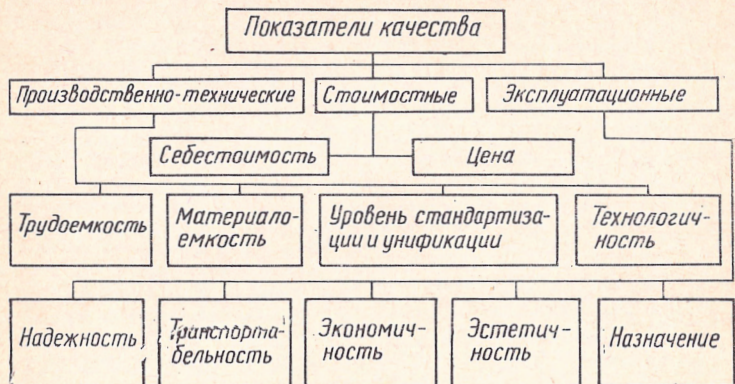 Показатели качества
Производственно-технические
Стоимостные
Эксплуатационные
Себестоимость
Цена
Трудоемкость
Материало-
емкость
Уровень стандартиза-
ции и унификации
Технологич-
ность
Надежность
Транспорта-
бельность
Экономич-
ность
Эстетич-
ность
Назначение